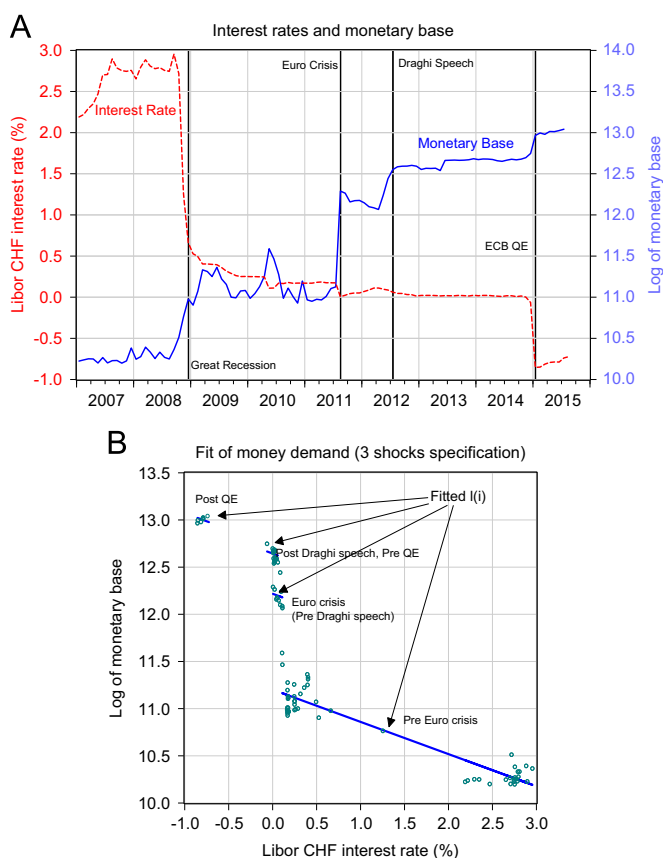 A
Interest rates and monetary base
3.0
2.5
2.0
1.5
1.0
0.5
0.0
-0.5
-1.0
Libor CHF interest rate (%)
14.0
13.5
13.0
12.5
12.0
11.5
11.0
10.5
10.0
Log of monetary base
Euro Crisis
Draghi Speech
Interest Rate
Monetary Base
ECB QE
Great Recession
2007 2008 2009 2010 2011 2012 2013 2014 2015
B
Fit of money demand (3 shocks specification)
13.5
13.0
12.5
12.0
11.5
11.0
10.5
10.0
Log of monetary base
Post QE
Fitted l(i)
Post Draghi speech, Pre QE
Euro crisis
(Pre Draghi speech)
Pre Euro crisis
-1.0 -0.5 0.0 0.5 1.0 1.5 2.0 2.5 3.0
Libor CHF interest rate (%)